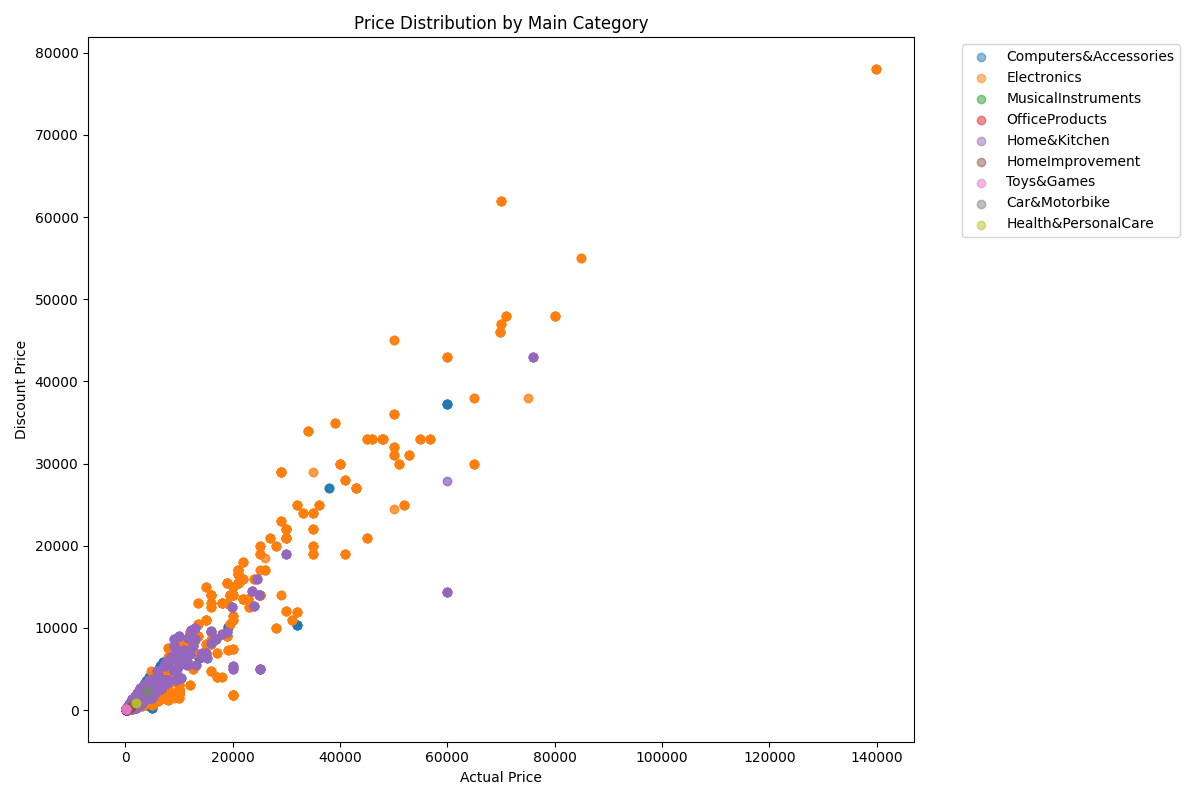 Price Distribution by Main Category
80000
70000
60000
50000
40000
30000
20000
10000
0
Discount Price
0
20000
40000
60000
80000
100000
120000
140000
Actual Price
Computers&Accessories
Electronics
MusicalInstruments
OfficeProducts
Home&Kitchen
HomeImprovement
Toys&Games
Car&Motorbike
Health&PersonalCare